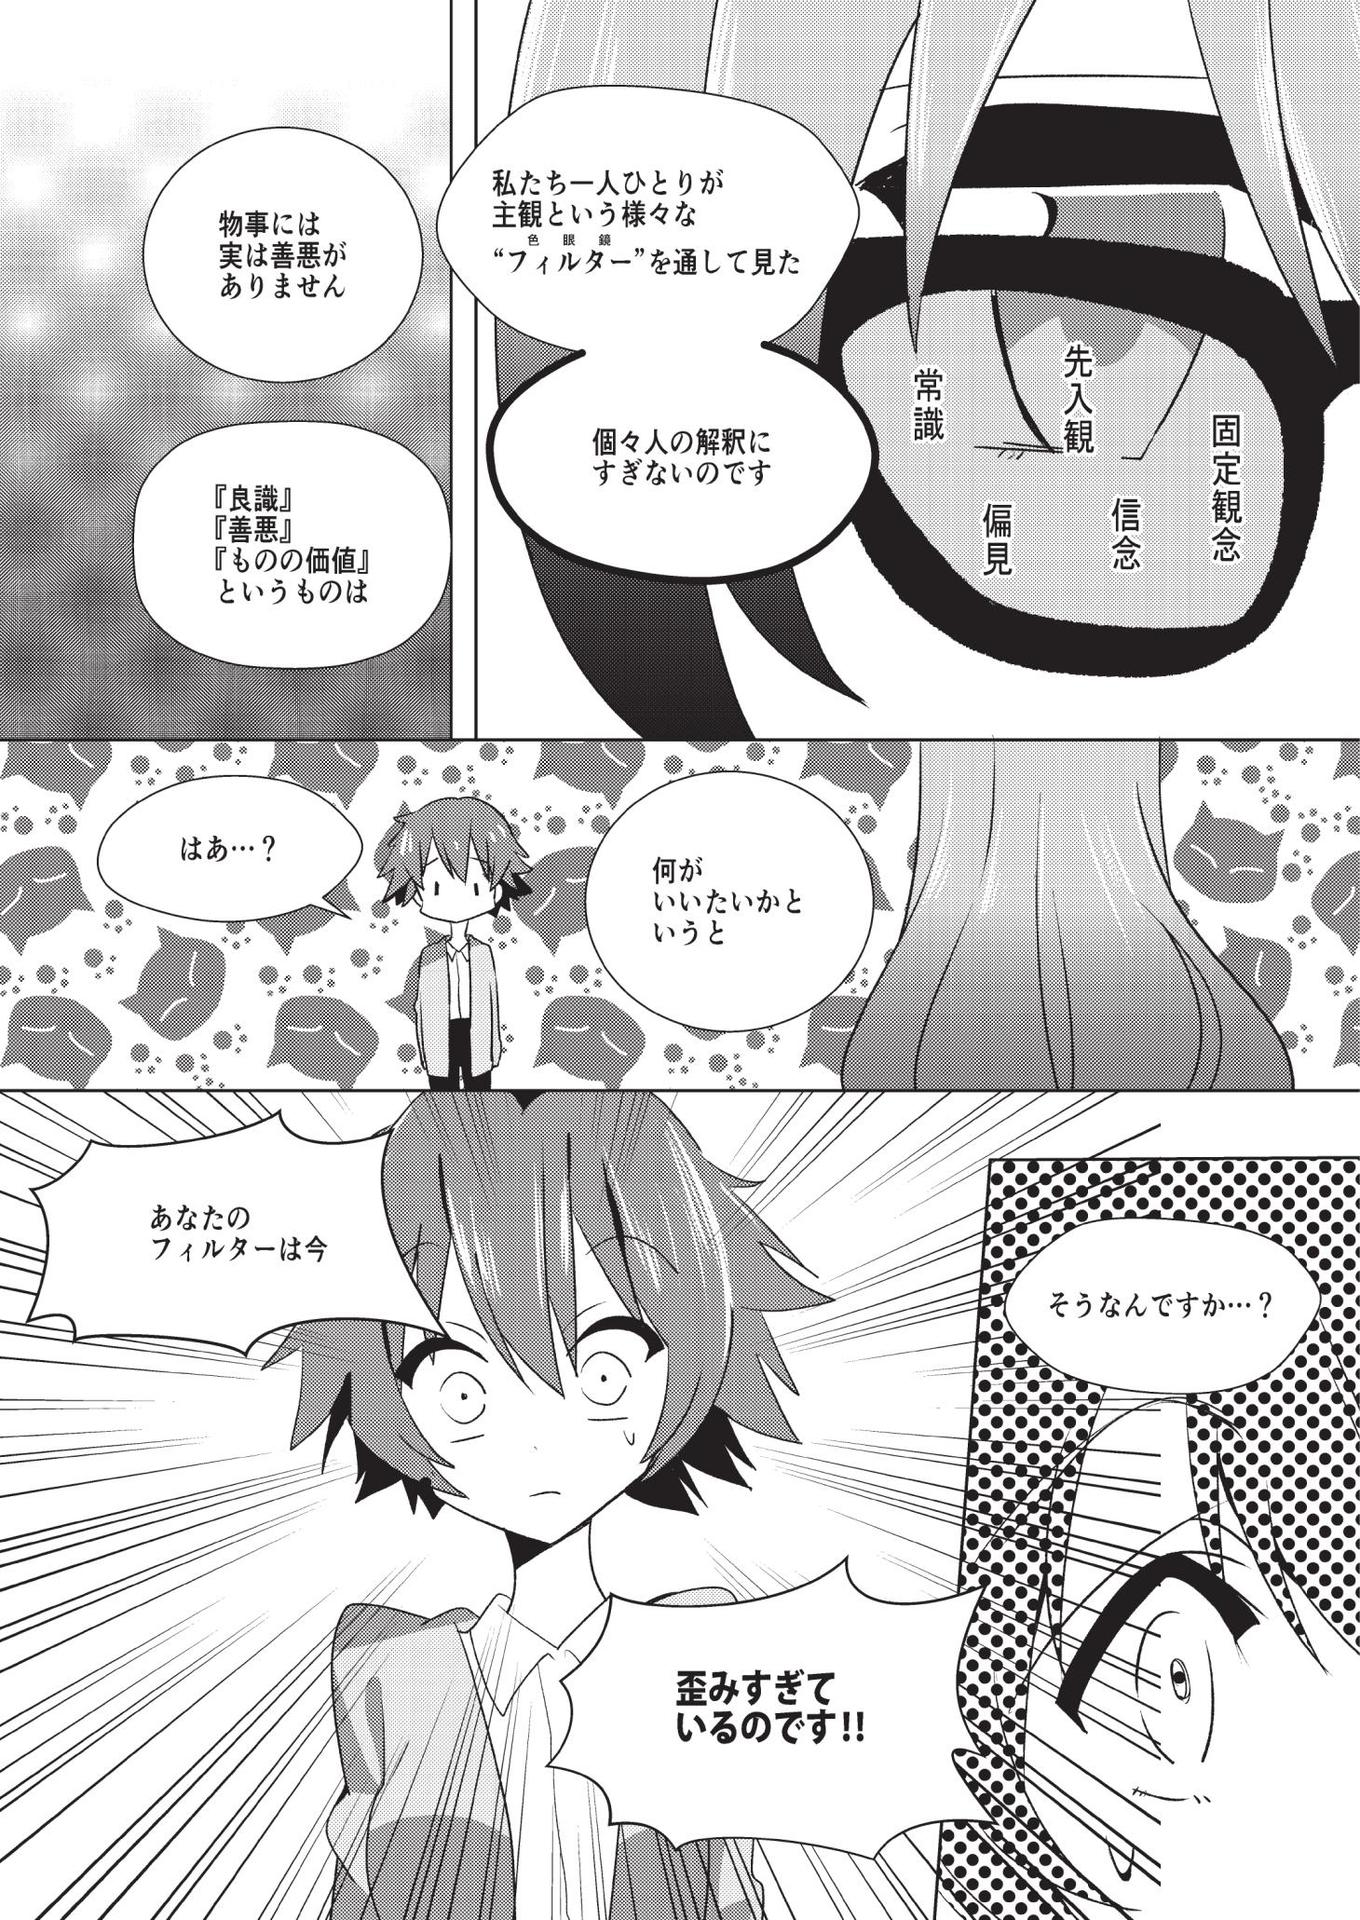 物事には
実は善悪が
ありません
『良識』
『善悪』
『ものの価値』
というものは
私たち一人ひとりが
主観という様々な
色眼鏡
“フィルター”を通して見た
個々人の解釈に
すぎないのです
常識
偏見
先入観
信念
固定観念
はあ…？
何が
いいたいかと
いうと
あなたの
フィルターは今
歪みすぎて
いるのです!!
そうなんですか…？